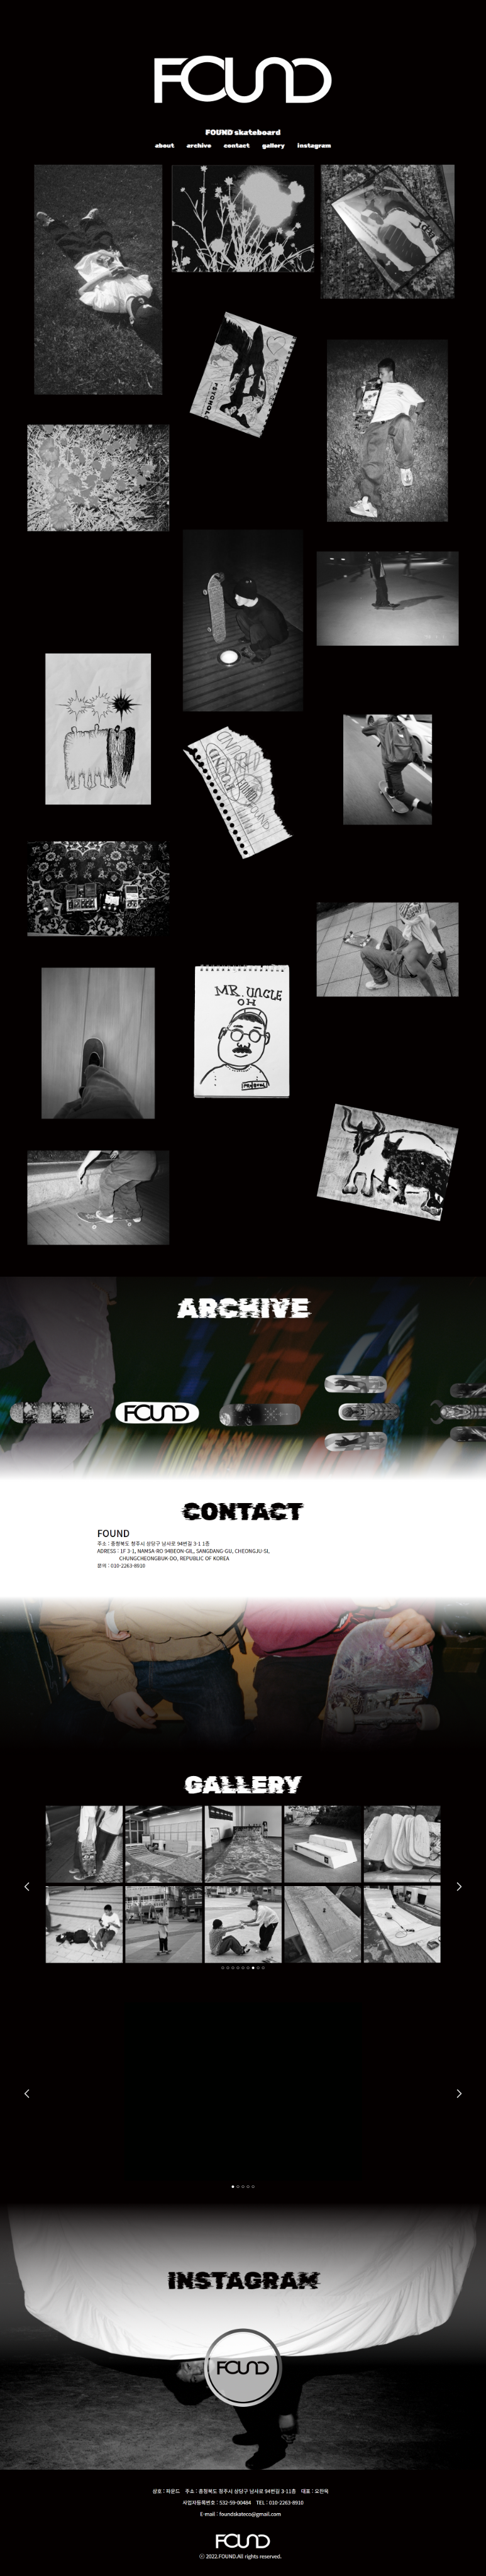 FOUND
FOUND skateboard
about archive contact gallery instagram
PSYCHOLO
MR. UNCLE
OH
ARCHIVE
FOUND
CONTACT
FOUND
주소 : 충청북도 청주시 상당구 남사로 94번길 3-1 1층
ADRESS : 1F 3-1, NAMSA-RO 94BEON-GIL, SANGDANG-GU, CHEONGJU-SI,
CHUNGCHEONGBUK-DO, REPUBLIC OF KOREA
문의 : 010-2263-8910
GALLERY
INSTAGRAM
FOUND
상호 : 파운드 주소 : 충청북도 청주시 상당구 남사로 94번길 3-11층 대표 : 오한욱
사업자등록번호 : 532-59-00484 TEL : 010-2263-8910
E-mail : foundskateco@gmail.com
FOUND
ⓒ 2022.FOUND.All rights reserved.